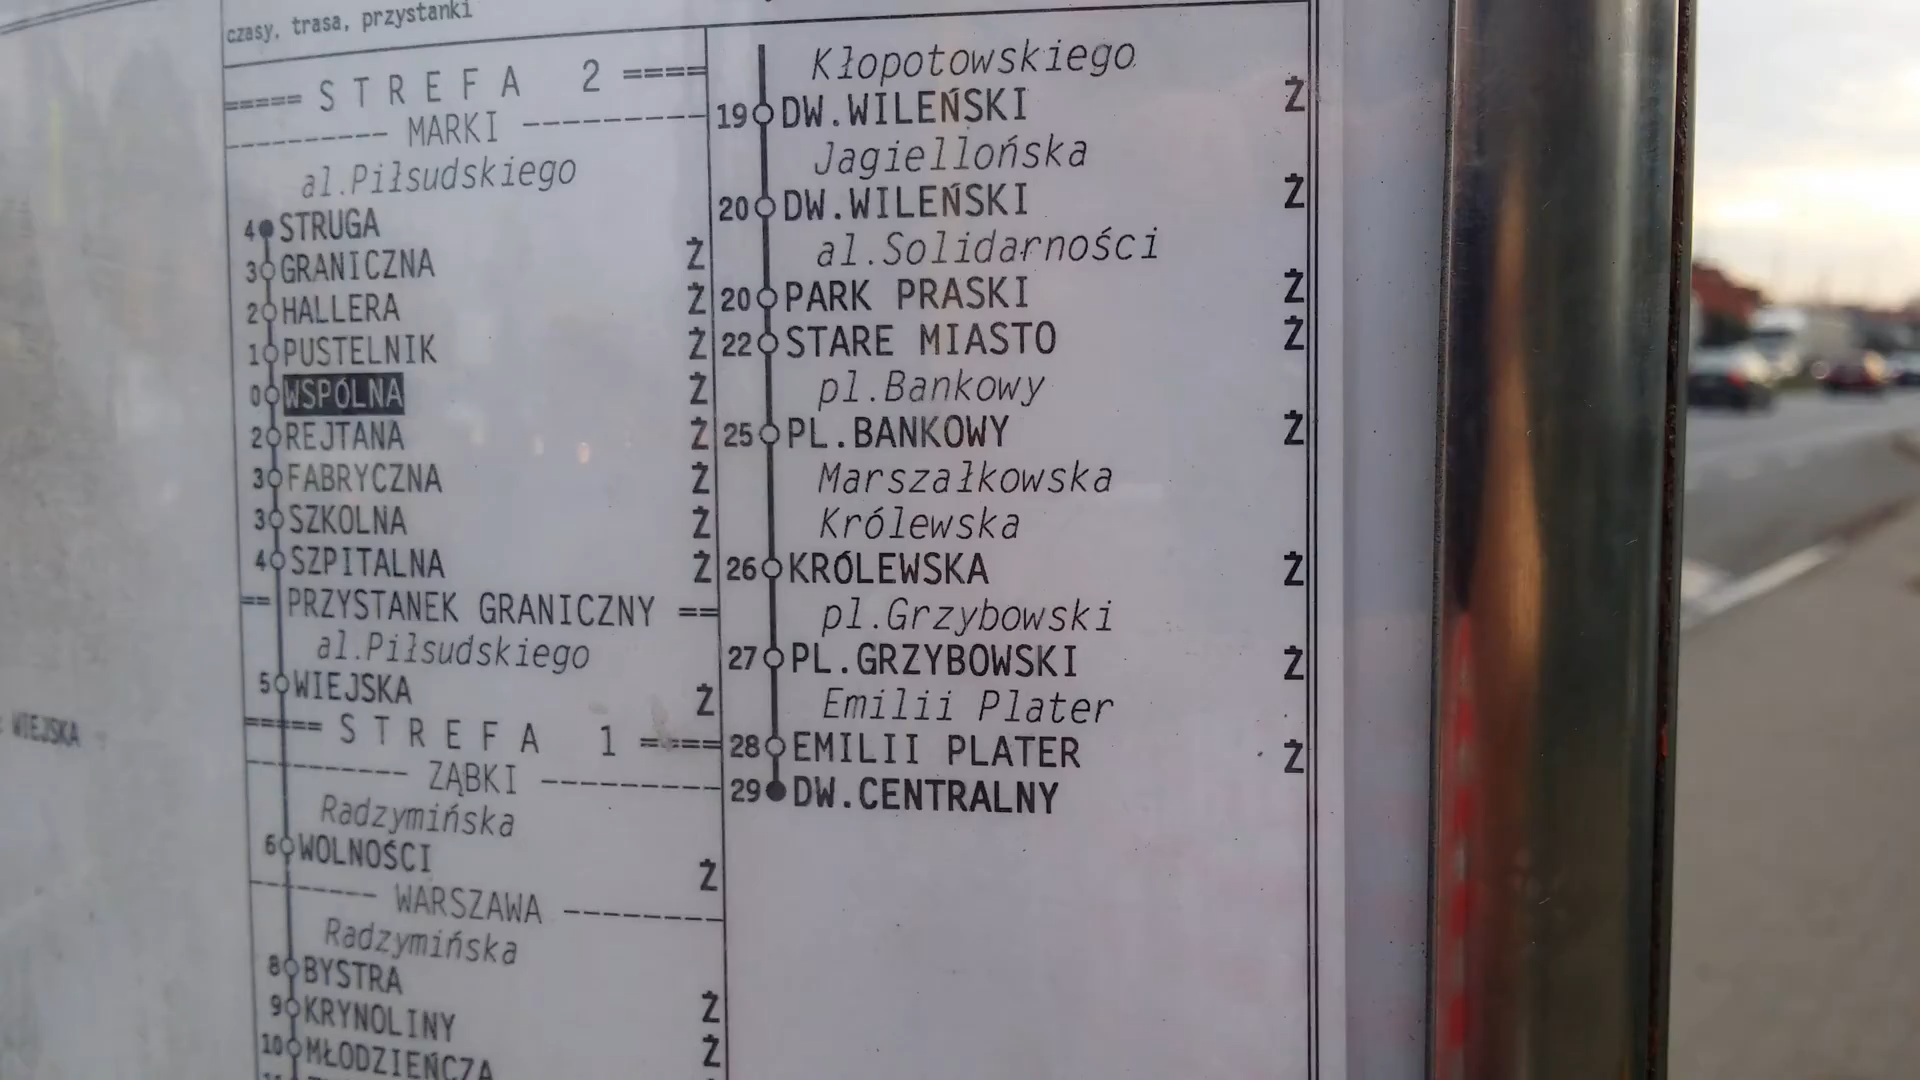 czasy, trasa, przystanki
===== S T R E F A 2 ====
--------- MARKI ----------
al.Piłsudskiego
4 STRUGA
3 GRANICZNA Ż
2 HALLERA Ż
1 PUSTELNIK Ż
0 WSPÓLNA Ż
2 REJTANA Ż
3 FABRYCZNA Ż
3 SZKOLNA Ż
4 SZPITALNA Ż
== PRZYSTANEK GRANICZNY ==
al.Piłsudskiego
5 WIEJSKA Ż
===== S T R E F A 1 ====
--------- ZĄBKI ----------
Radzymińska
6 WOLNOŚCI Ż
------- WARSZAWA --------
Radzymińska
8 BYSTRA
9 KRYNOLINY Ż
10 MŁODZIEŃCZA Ż
Kłopotowskiego
19 DW.WILEŃSKI Ż
Jagiellońska
20 DW.WILEŃSKI Ż
al.Solidarności
20 PARK PRASKI Ż
22 STARE MIASTO Ż
pl.Bankowy
25 PL.BANKOWY Ż
Marszałkowska
Królewska
26 KRÓLEWSKA Ż
pl.Grzybowski
27 PL.GRZYBOWSKI Ż
Emilii Plater
28 EMILII PLATER Ż
29 DW.CENTRALNY
WIEJSKA